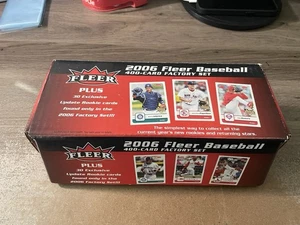 FLEER
2006 Fleer Baseball
400-CARD FACTORY SET
PLUS
30 Exclusive
Update Rookie cards
found only in the
2006 Factory Set!!
The simplest way to collect all the
current year's new rookies and returning stars.
FLEER
2006 Fleer Baseball
400-CARD FACTORY SET
PLUS
30 Exclusive
Update Rookie cards
found only in the
2006 Factory Set!!